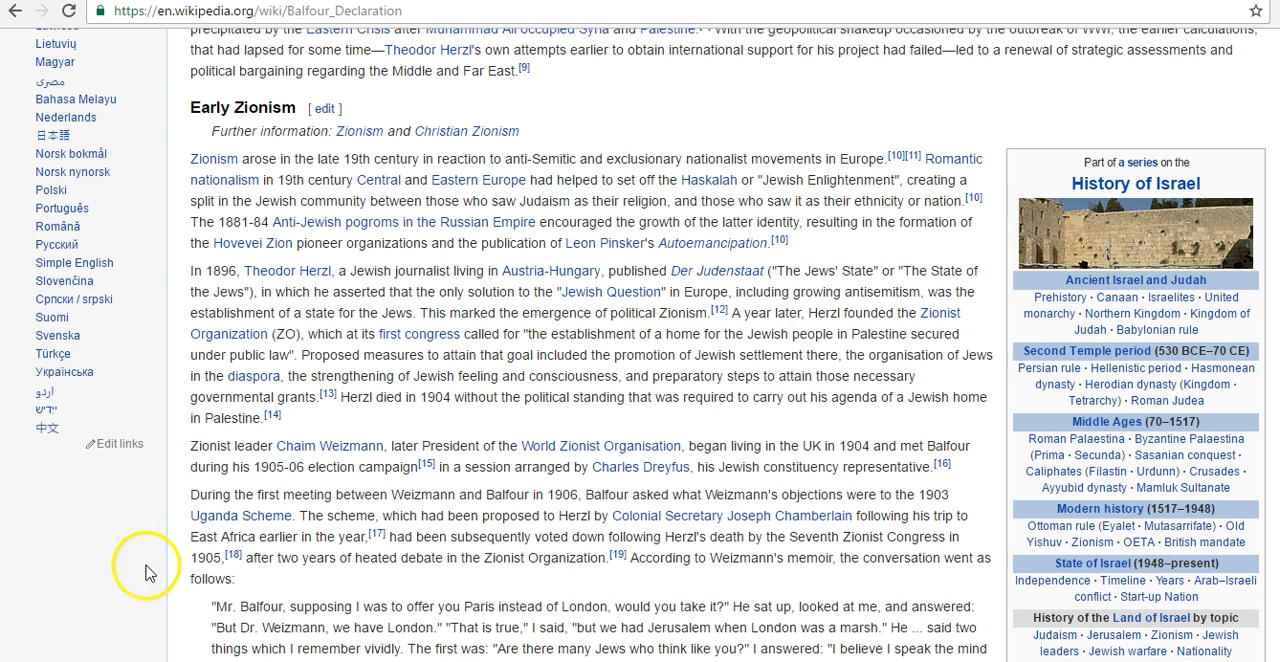 https://en.wikipedia.org/wiki/Balfour_Declaration
Lietuvių
Magyar
مصرى
Bahasa Melayu
Nederlands
日本語
Norsk bokmål
Norsk nynorsk
Polski
Português
Română
Русский
Simple English
Slovenčina
Српски / srpski
Suomi
Svenska
Türkçe
Українська
اردو
ייִדיש
中文
Edit links
precipitated by the Eastern Crisis after Muhammad Ali occupied Syria and Palestine. With the geopolitical shakeup occasioned by the outbreak of WWI, the earlier calculations,
that had lapsed for some time—Theodor Herzl's own attempts earlier to obtain international support for his project had failed—led to a renewal of strategic assessments and
political bargaining regarding the Middle and Far East.[9]
Early Zionism [ edit ]
Further information: Zionism and Christian Zionism
Zionism arose in the late 19th century in reaction to anti-Semitic and exclusionary nationalist movements in Europe.[10][11] Romantic
nationalism in 19th century Central and Eastern Europe had helped to set off the Haskalah or "Jewish Enlightenment", creating a
split in the Jewish community between those who saw Judaism as their religion, and those who saw it as their ethnicity or nation.[10]
The 1881-84 Anti-Jewish pogroms in the Russian Empire encouraged the growth of the latter identity, resulting in the formation of
the Hovevei Zion pioneer organizations and the publication of Leon Pinsker's Autoemancipation.[10]
In 1896, Theodor Herzl, a Jewish journalist living in Austria-Hungary, published Der Judenstaat ("The Jews' State" or "The State of
the Jews"), in which he asserted that the only solution to the "Jewish Question" in Europe, including growing antisemitism, was the
establishment of a state for the Jews. This marked the emergence of political Zionism.[12] A year later, Herzl founded the Zionist
Organization (ZO), which at its first congress called for "the establishment of a home for the Jewish people in Palestine secured
under public law". Proposed measures to attain that goal included the promotion of Jewish settlement there, the organisation of Jews
in the diaspora, the strengthening of Jewish feeling and consciousness, and preparatory steps to attain those necessary
governmental grants.[13] Herzl died in 1904 without the political standing that was required to carry out his agenda of a Jewish home
in Palestine.[14]
Zionist leader Chaim Weizmann, later President of the World Zionist Organisation, began living in the UK in 1904 and met Balfour
during his 1905-06 election campaign[15] in a session arranged by Charles Dreyfus, his Jewish constituency representative.[16]
During the first meeting between Weizmann and Balfour in 1906, Balfour asked what Weizmann's objections were to the 1903
Uganda Scheme. The scheme, which had been proposed to Herzl by Colonial Secretary Joseph Chamberlain following his trip to
East Africa earlier in the year,[17] had been subsequently voted down following Herzl's death by the Seventh Zionist Congress in
1905,[18] after two years of heated debate in the Zionist Organization.[19] According to Weizmann's memoir, the conversation went as
follows:
"Mr. Balfour, supposing I was to offer you Paris instead of London, would you take it?" He sat up, looked at me, and answered:
"But Dr. Weizmann, we have London." "That is true," I said, "but we had Jerusalem when London was a marsh." He ... said two
things which I remember vividly. The first was: "Are there many Jews who think like you?" I answered: "I believe I speak the mind
Part of a series on the
History of Israel
Ancient Israel and Judah
Prehistory · Canaan · Israelites · United
monarchy · Northern Kingdom · Kingdom of
Judah · Babylonian rule
Second Temple period (530 BCE–70 CE)
Persian rule · Hellenistic period · Hasmonean
dynasty · Herodian dynasty (Kingdom ·
Tetrarchy) · Roman Judea
Middle Ages (70–1517)
Roman Palaestina · Byzantine Palaestina
(Prima · Secunda) · Sasanian conquest ·
Caliphates (Filastin · Urdunn) · Crusades ·
Ayyubid dynasty · Mamluk Sultanate
Modern history (1517–1948)
Ottoman rule (Eyalet · Mutasarrifate) · Old
Yishuv · Zionism · OETA · British mandate
State of Israel (1948–present)
Independence · Timeline · Years · Arab–Israeli
conflict · Start-up Nation
History of the Land of Israel by topic
Judaism · Jerusalem · Zionism · Jewish
leaders · Jewish warfare · Nationality